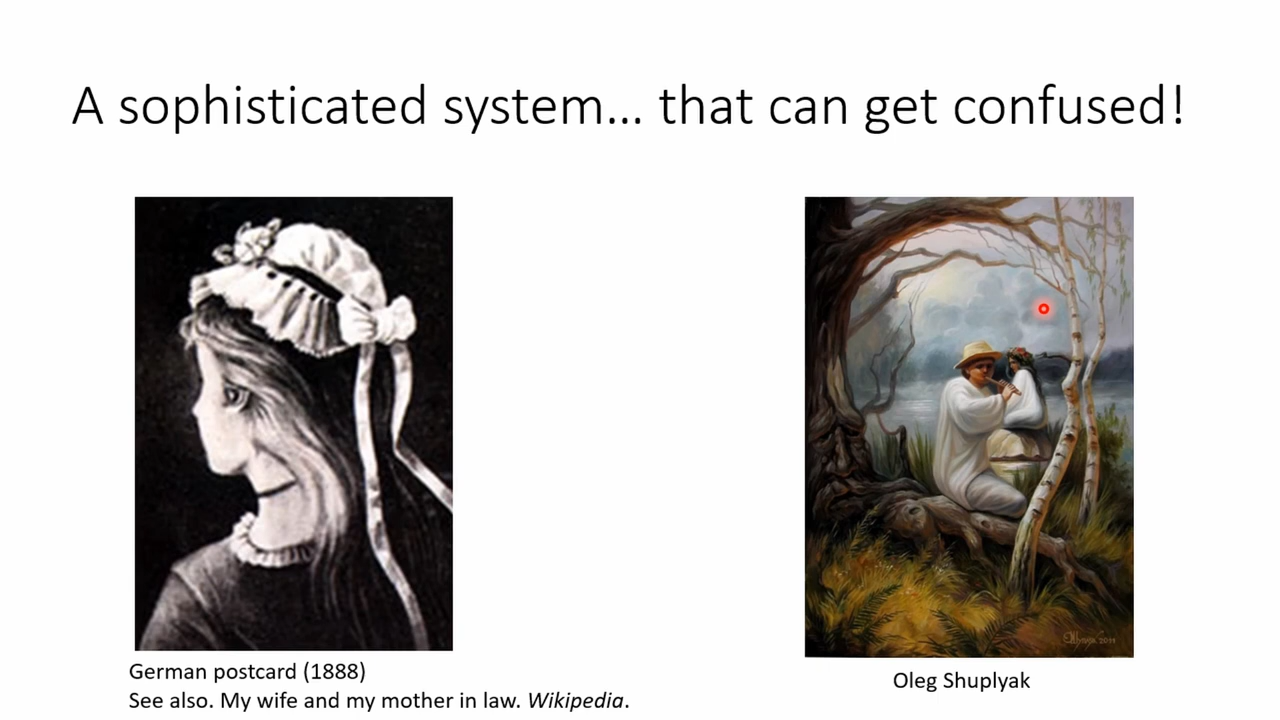 A sophisticated system... that can get confused!
German postcard (1888)
See also. My wife and my mother in law. Wikipedia.
Oleg Shuplyak